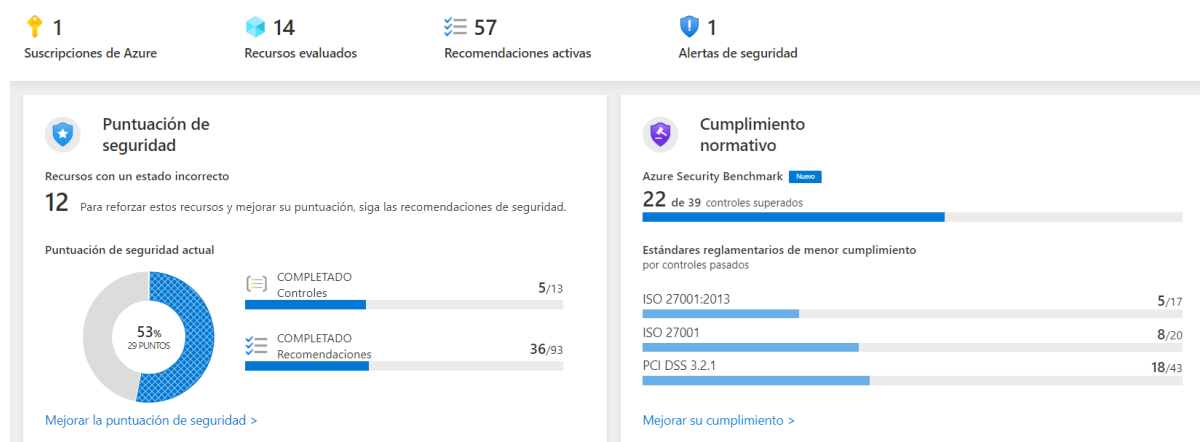 1
Suscripciones de Azure
14
Recursos evaluados
57
Recomendaciones activas
1
Alertas de seguridad
Puntuación de
seguridad
Recursos con un estado incorrecto
12 Para reforzar estos recursos y mejorar su puntuación, siga las recomendaciones de seguridad.
Puntuación de seguridad actual
53%
29 PUNTOS
COMPLETADO
Controles
5/13
COMPLETADO
Recomendaciones
36/93
Mejorar la puntuación de seguridad >
Cumplimiento
normativo
Azure Security Benchmark Nuevo
22 de 39 controles superados
Estándares reglamentarios de menor cumplimiento
por controles pasados
ISO 27001:2013 5/17
ISO 27001 8/20
PCI DSS 3.2.1 18/43
Mejorar su cumplimiento >